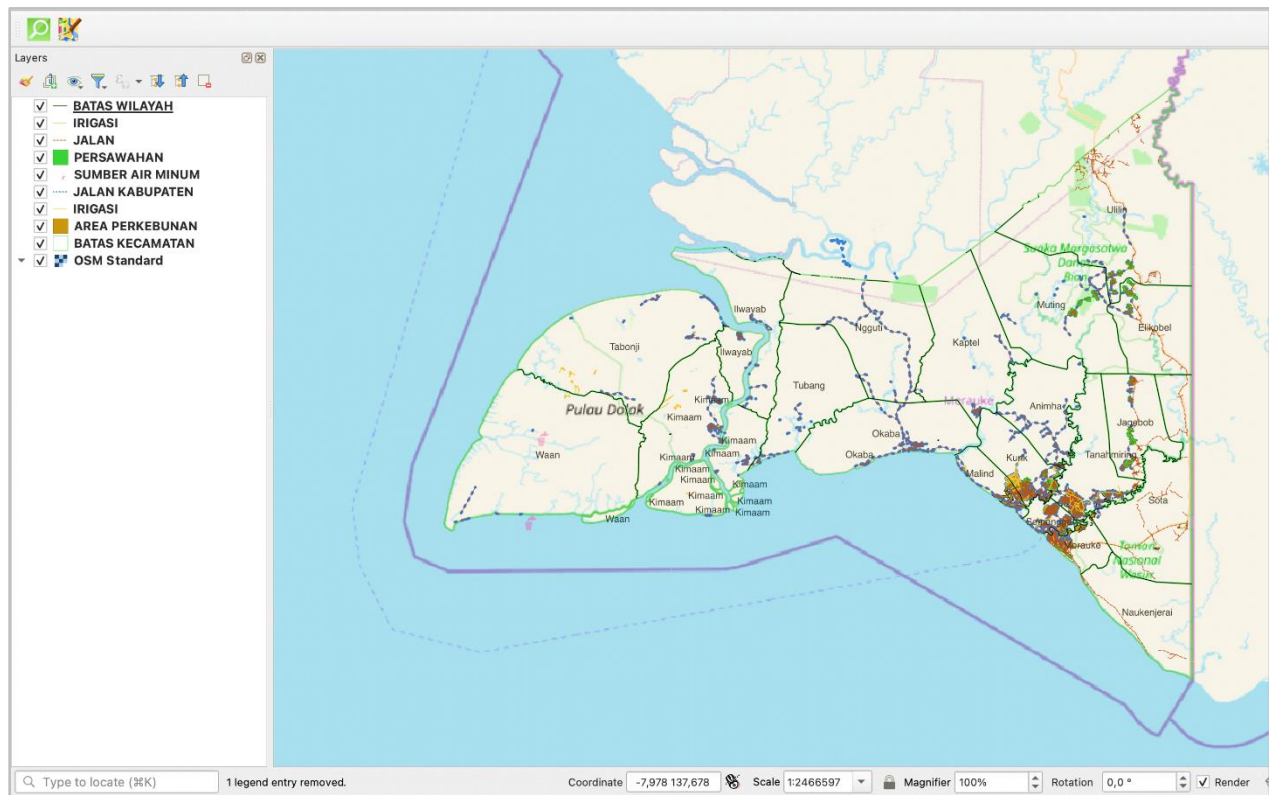 Layers
BATAS WILAYAH
IRIGASI
JALAN
PERSAWAHAN
SUMBER AIR MINUM
JALAN KABUPATEN
IRIGASI
AREA PERKEBUNAN
BATAS KECAMATAN
OSM Standard
Ulilin
Suaka Margasatwa
Danau
Bian
Muting
Elikobel
Ilwayab
Ngguti
Tabonji
Ilwayab
Kaptel
Tubang
Kimaam
Merauke
Animha
Pulau Dolok
Kimaam
Jagebob
Okaba
Kimaam
Waan
Kimaam
Kimaam
Okaba
Kurik
Tanahmiring
Kimaam
Malind
Kimaam
Kimaam
Kimaam
Kimaam
Kimaam
Sota
Kimaam
Kimaam
Waan
Semangga
Merauke
Taman
Nasional
Wasur
Naukenjerai
Type to locate (⌘K)
1 legend entry removed.
Coordinate -7,978 137,678
Scale 1:2466597
Magnifier 100%
Rotation 0,0 °
Render